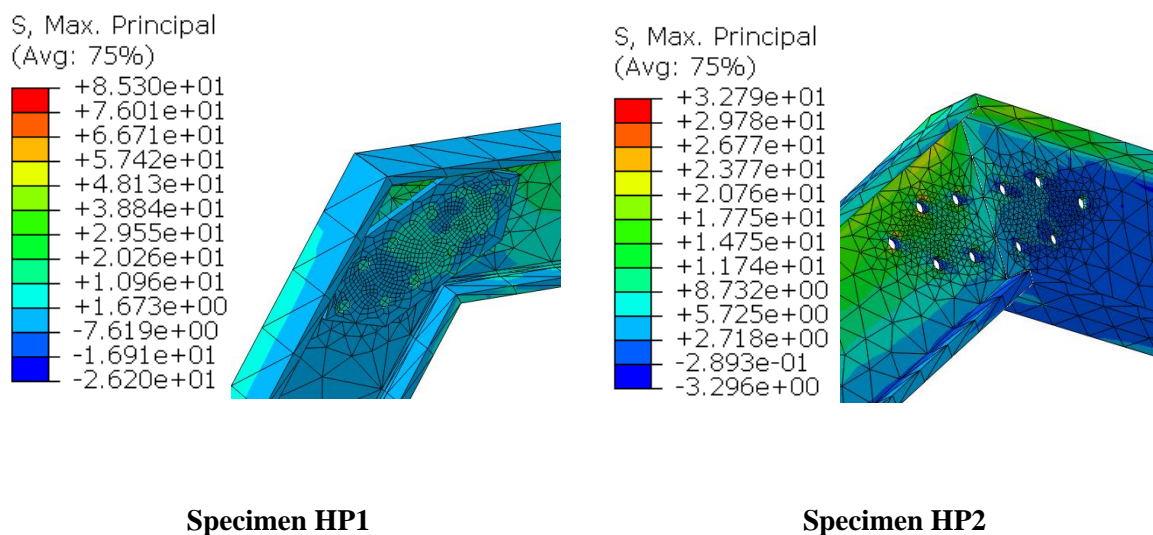 S, Max. Principal
(Avg: 75%)
+8.530e+01
+7.601e+01
+6.671e+01
+5.742e+01
+4.813e+01
+3.884e+01
+2.955e+01
+2.026e+01
+1.096e+01
+1.673e+00
-7.619e+00
-1.691e+01
-2.620e+01
S, Max. Principal
(Avg: 75%)
+3.279e+01
+2.978e+01
+2.677e+01
+2.377e+01
+2.076e+01
+1.775e+01
+1.475e+01
+1.174e+01
+8.732e+00
+5.725e+00
+2.718e+00
-2.893e-01
-3.296e+00
Specimen HP1
Specimen HP2